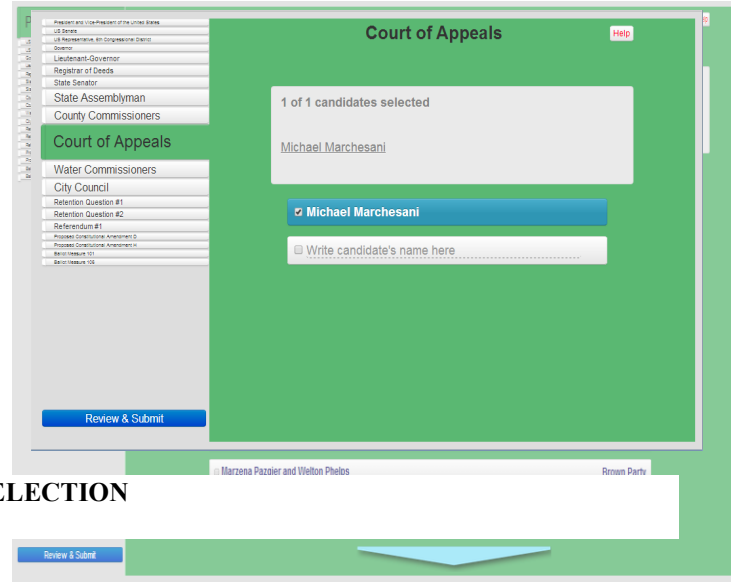 President and Vice-President of the United States
US Senate
US Representative, 6th Congressional District
Governor
Lieutenant-Governor
Registrar of Deeds
State Senator
State Assemblyman
County Commissioners
Court of Appeals
Water Commissioners
City Council
Retention Question #1
Retention Question #2
Referendum #1
Proposed Constitutional Amendment D
Proposed Constitutional Amendment H
Ballot Measure 101
Ballot Measure 106
Review & Submit
Court of Appeals
Help
1 of 1 candidates selected
Michael Marchesani
Michael Marchesani
Write candidate's name here
Marzena Pazgier and Welton Phelps Brown Party
ELECTION
Review & Submit